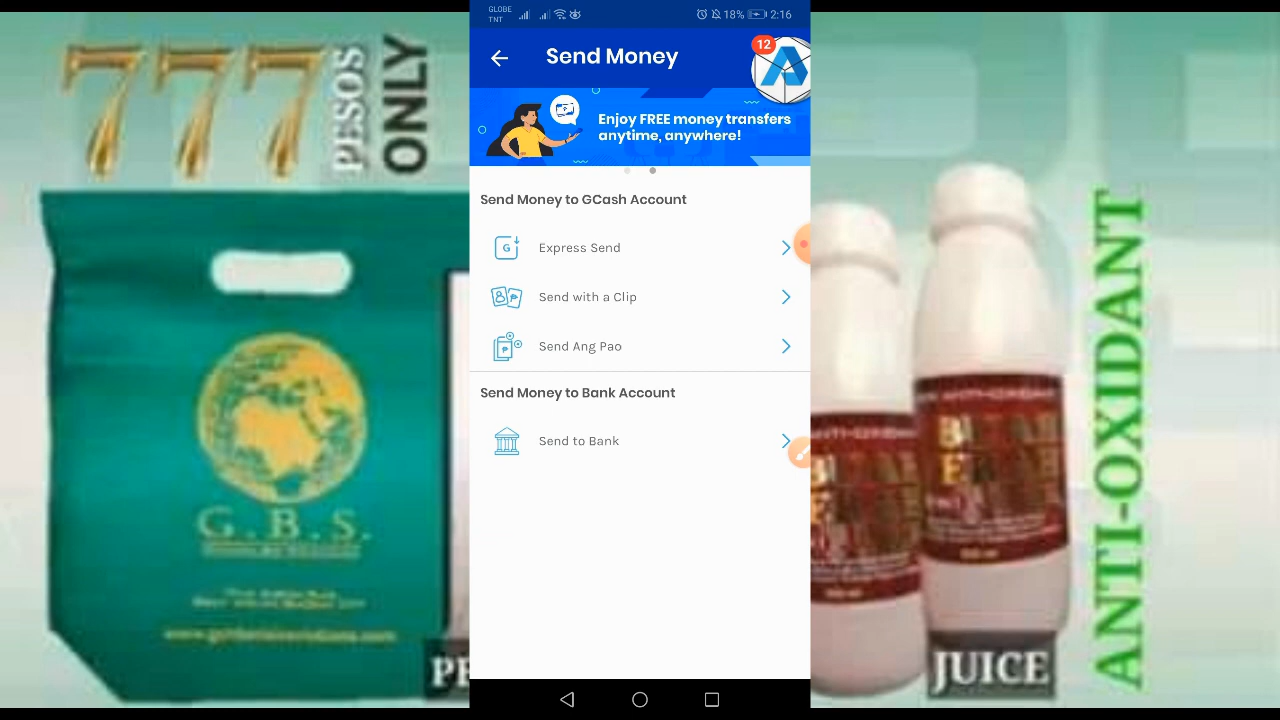 777
PESOS
ONLY
G.B.S.
GLOBE
TNT
18%
2:16
Send Money
12
Enjoy FREE money transfers
anytime, anywhere!
Send Money to GCash Account
G
Express Send
Send with a Clip
Send Ang Pao
Send Money to Bank Account
Send to Bank
JUICE
ANTI-OXIDANT